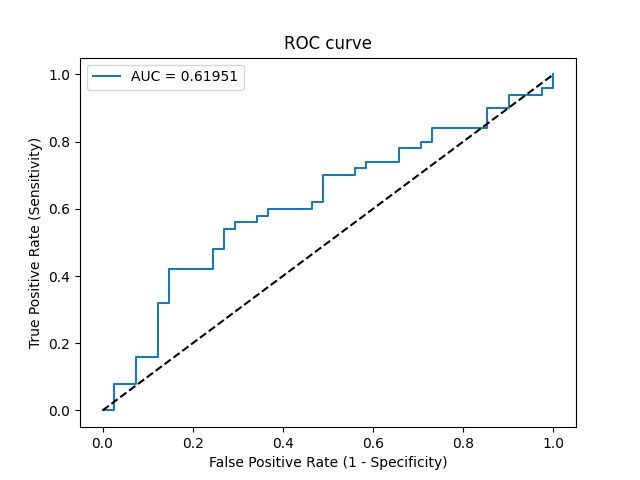 ROC curve
AUC = 0.61951
1.0
0.8
0.6
0.4
0.2
0.0
True Positive Rate (Sensitivity)
0.0 0.2 0.4 0.6 0.8 1.0
False Positive Rate (1 - Specificity)